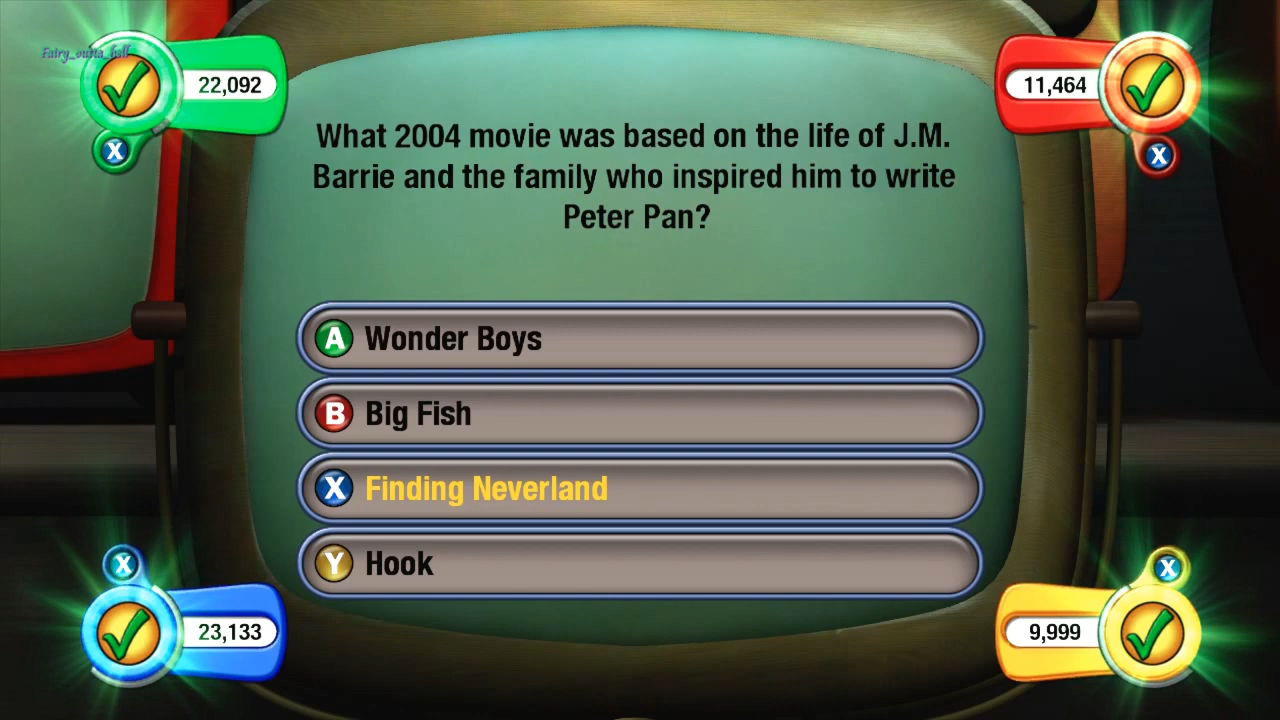 Fairy_outta_hell
22,092
X
11,464
X
What 2004 movie was based on the life of J.M.
Barrie and the family who inspired him to write
Peter Pan?
A Wonder Boys
B Big Fish
X Finding Neverland
Y Hook
X
23,133
X
9,999